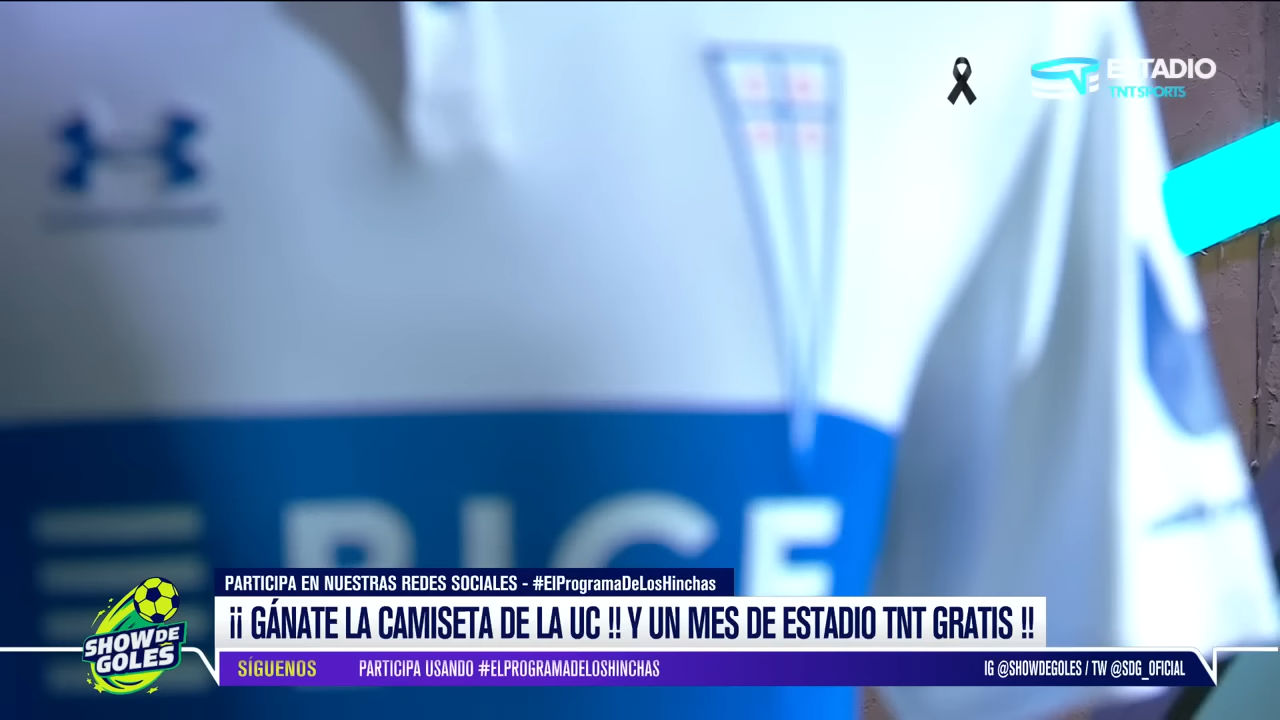 ESTADIO
TNT SPORTS
BICE
PARTICIPA EN NUESTRAS REDES SOCIALES - #ElProgramaDeLosHinchas
¡¡ GÁNATE LA CAMISETA DE LA UC !! Y UN MES DE ESTADIO TNT GRATIS !!
SHOW DE
GOLES
SÍGUENOS PARTICIPA USANDO #ELPROGRAMADELOSHINCHAS IG @SHOWDEGOLES / TW @SDG_OFICIAL